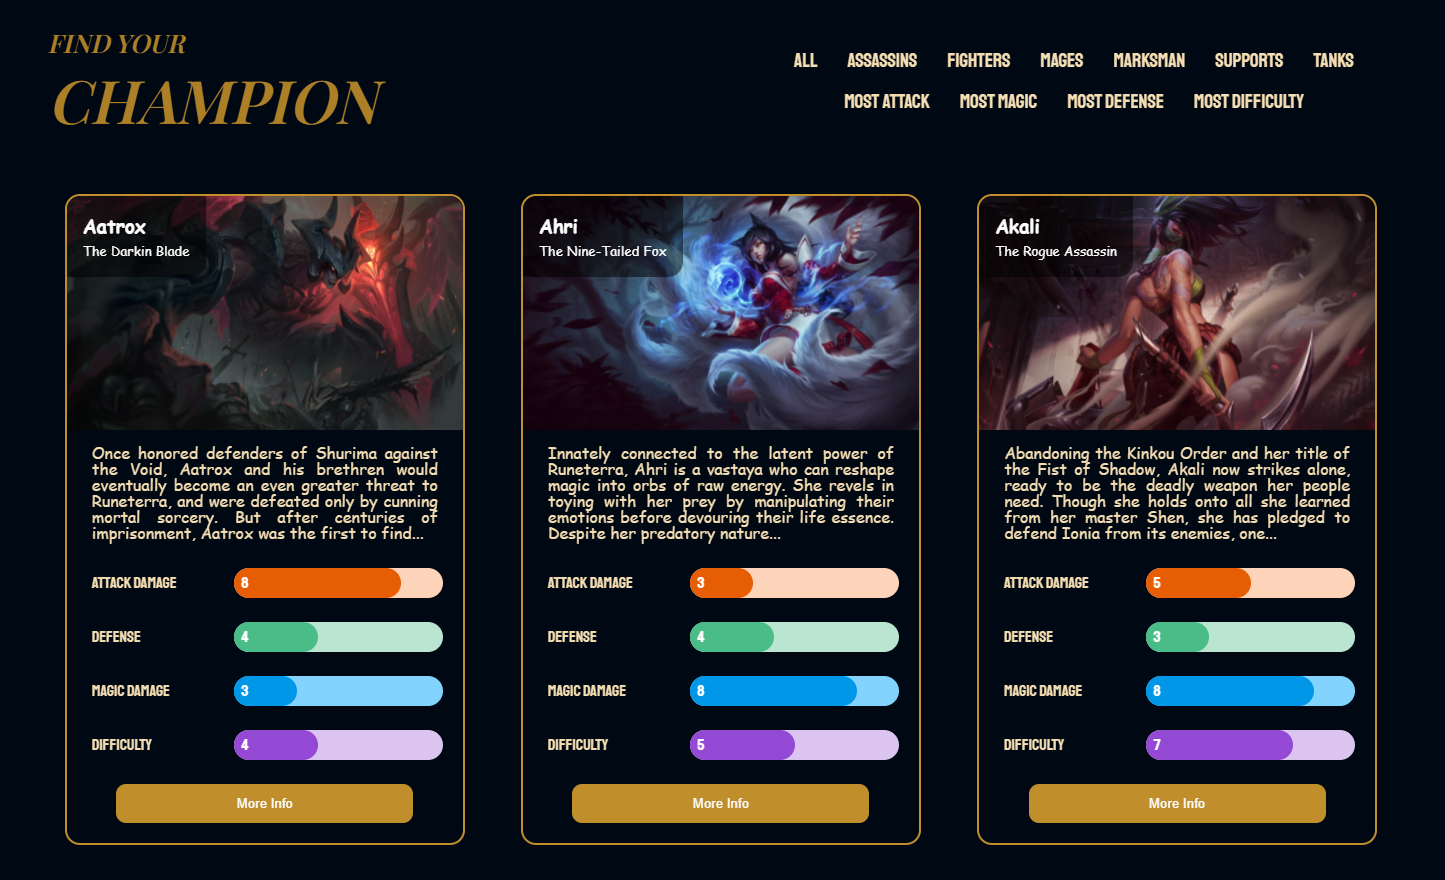 FIND YOUR
CHAMPION
ALL ASSASSINS FIGHTERS MAGES MARKSMAN SUPPORTS TANKS
MOST ATTACK MOST MAGIC MOST DEFENSE MOST DIFFICULTY
Aatrox
The Darkin Blade
Once honored defenders of Shurima against
the Void, Aatrox and his brethren would
eventually become an even greater threat to
Runeterra, and were defeated only by cunning
mortal sorcery. But after centuries of
imprisonment, Aatrox was the first to find...
ATTACK DAMAGE 8
DEFENSE 4
MAGIC DAMAGE 3
DIFFICULTY 4
More Info
Ahri
The Nine-Tailed Fox
Innately connected to the latent power of
Runeterra, Ahri is a vastaya who can reshape
magic into orbs of raw energy. She revels in
toying with her prey by manipulating their
emotions before devouring their life essence.
Despite her predatory nature...
ATTACK DAMAGE 3
DEFENSE 4
MAGIC DAMAGE 8
DIFFICULTY 5
More Info
Akali
The Rogue Assassin
Abandoning the Kinkou Order and her title of
the Fist of Shadow, Akali now strikes alone,
ready to be the deadly weapon her people
need. Though she holds onto all she learned
from her master Shen, she has pledged to
defend Ionia from its enemies, one...
ATTACK DAMAGE 5
DEFENSE 3
MAGIC DAMAGE 8
DIFFICULTY 7
More Info